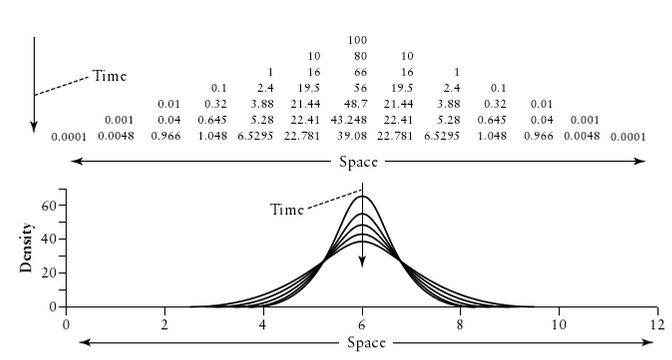 100
10 80 10
Time 1 16 66 16 1
0.1 2.4 19.5 56 19.5 2.4 0.1
0.01 0.32 3.88 21.44 48.7 21.44 3.88 0.32 0.01
0.001 0.04 0.645 5.28 22.41 43.248 22.41 5.28 0.645 0.04 0.001
0.0001 0.0048 0.966 1.048 6.5295 22.781 39.08 22.781 6.5295 1.048 0.966 0.0048 0.0001
Space
Density
60
40
20
0
Time
0 2 4 6 8 10 12
Space